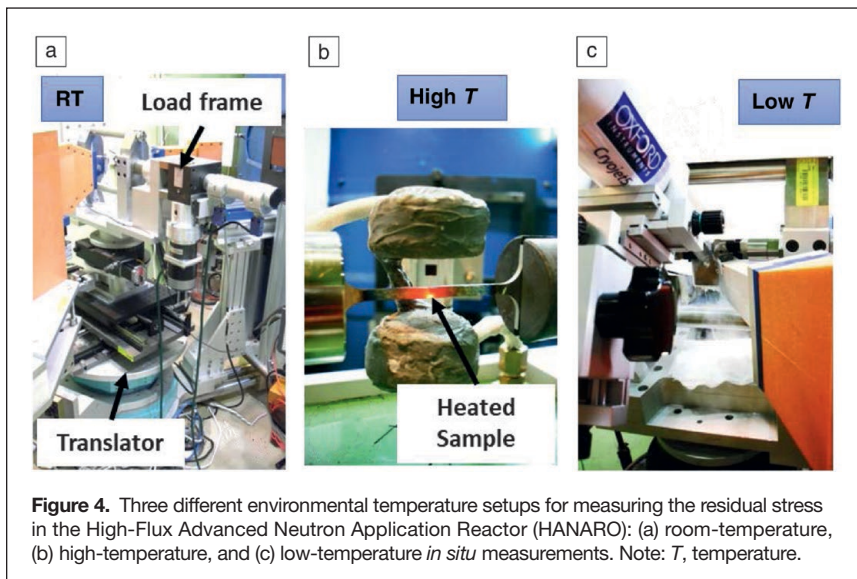 a
RT
Load frame
Translator
b
High T
Heated
Sample
c
Low T
OXFORD
INSTRUMENTS
Cryojet5
Figure 4. Three different environmental temperature setups for measuring the residual stress
in the High-Flux Advanced Neutron Application Reactor (HANARO): (a) room-temperature,
(b) high-temperature, and (c) low-temperature in situ measurements. Note: T, temperature.